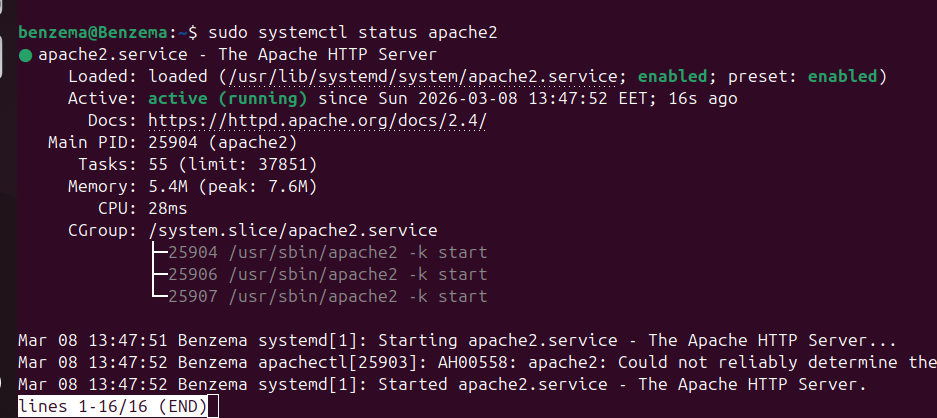 benzema@Benzema:~$ sudo systemctl status apache2
● apache2.service - The Apache HTTP Server
Loaded: loaded (/usr/lib/systemd/system/apache2.service; enabled; preset: enabled)
Active: active (running) since Sun 2026-03-08 13:47:52 EET; 16s ago
Docs: https://httpd.apache.org/docs/2.4/
Main PID: 25904 (apache2)
Tasks: 55 (limit: 37851)
Memory: 5.4M (peak: 7.6M)
CPU: 28ms
CGroup: /system.slice/apache2.service
├─25904 /usr/sbin/apache2 -k start
├─25906 /usr/sbin/apache2 -k start
└─25907 /usr/sbin/apache2 -k start
Mar 08 13:47:51 Benzema systemd[1]: Starting apache2.service - The Apache HTTP Server...
Mar 08 13:47:52 Benzema apachectl[25903]: AH00558: apache2: Could not reliably determine the
Mar 08 13:47:52 Benzema systemd[1]: Started apache2.service - The Apache HTTP Server.
lines 1-16/16 (END)